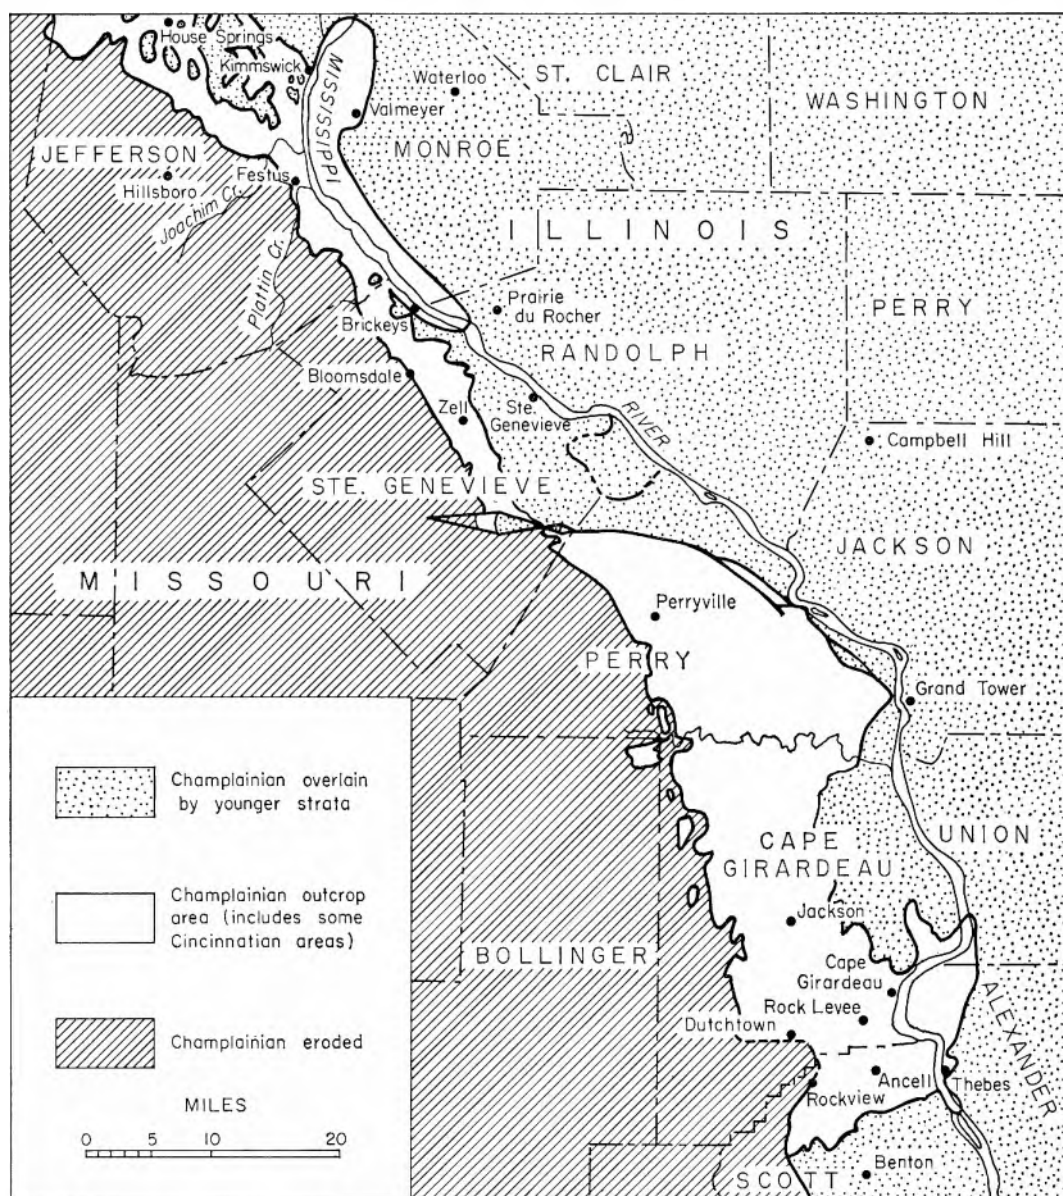 House Springs
Kimmswick
MISSISSIPPI
Waterloo
Valmeyer
ST. CLAIR
WASHINGTON
MONROE
JEFFERSON
Hillsboro
Festus
Joachim Cr.
Plattin Cr.
ILLINOIS
PERRY
Prairie
du Rocher
Brickeys
RANDOLPH
Bloomsdale
Zell
Ste.
Genevieve
RIVER
Campbell Hill
STE. GENEVIEVE
JACKSON
MISSOURI
Perryville
PERRY
Grand Tower
UNION
CAPE
GIRARDEAU
Jackson
BOLLINGER
Cape
Girardeau
Rock Levee
Dutchtown
ALEXANDER
Ancell
Thebes
Rockview
SCOTT
Benton
Champlainian overlain
by younger strata
Champlainian outcrop
area (includes some
Cincinnatian areas)
Champlainian eroded
MILES
0 5 10 20